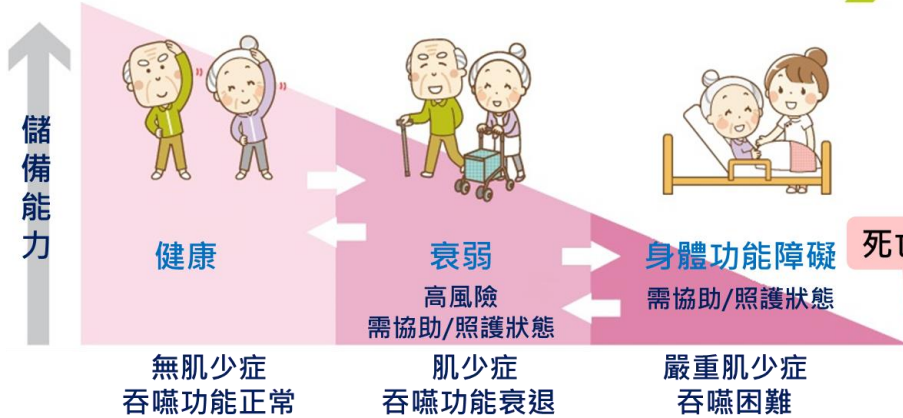 儲備能力
健康
衰弱
高風險
需協助/照護狀態
身體功能障礙
需協助/照護狀態
死
無肌少症
吞嚥功能正常
肌少症
吞嚥功能衰退
嚴重肌少症
吞嚥困難